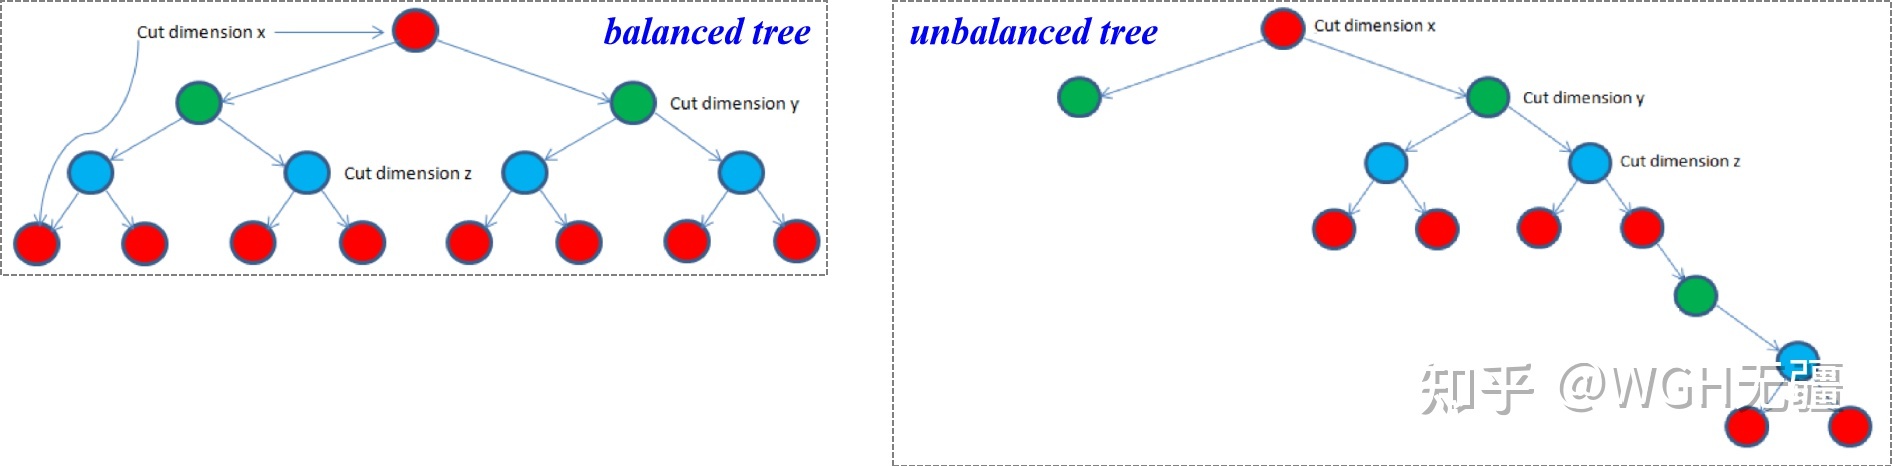 Cut dimension x
balanced tree
Cut dimension y
Cut dimension z
unbalanced tree
Cut dimension x
Cut dimension y
Cut dimension z
知乎 @WGH无疆